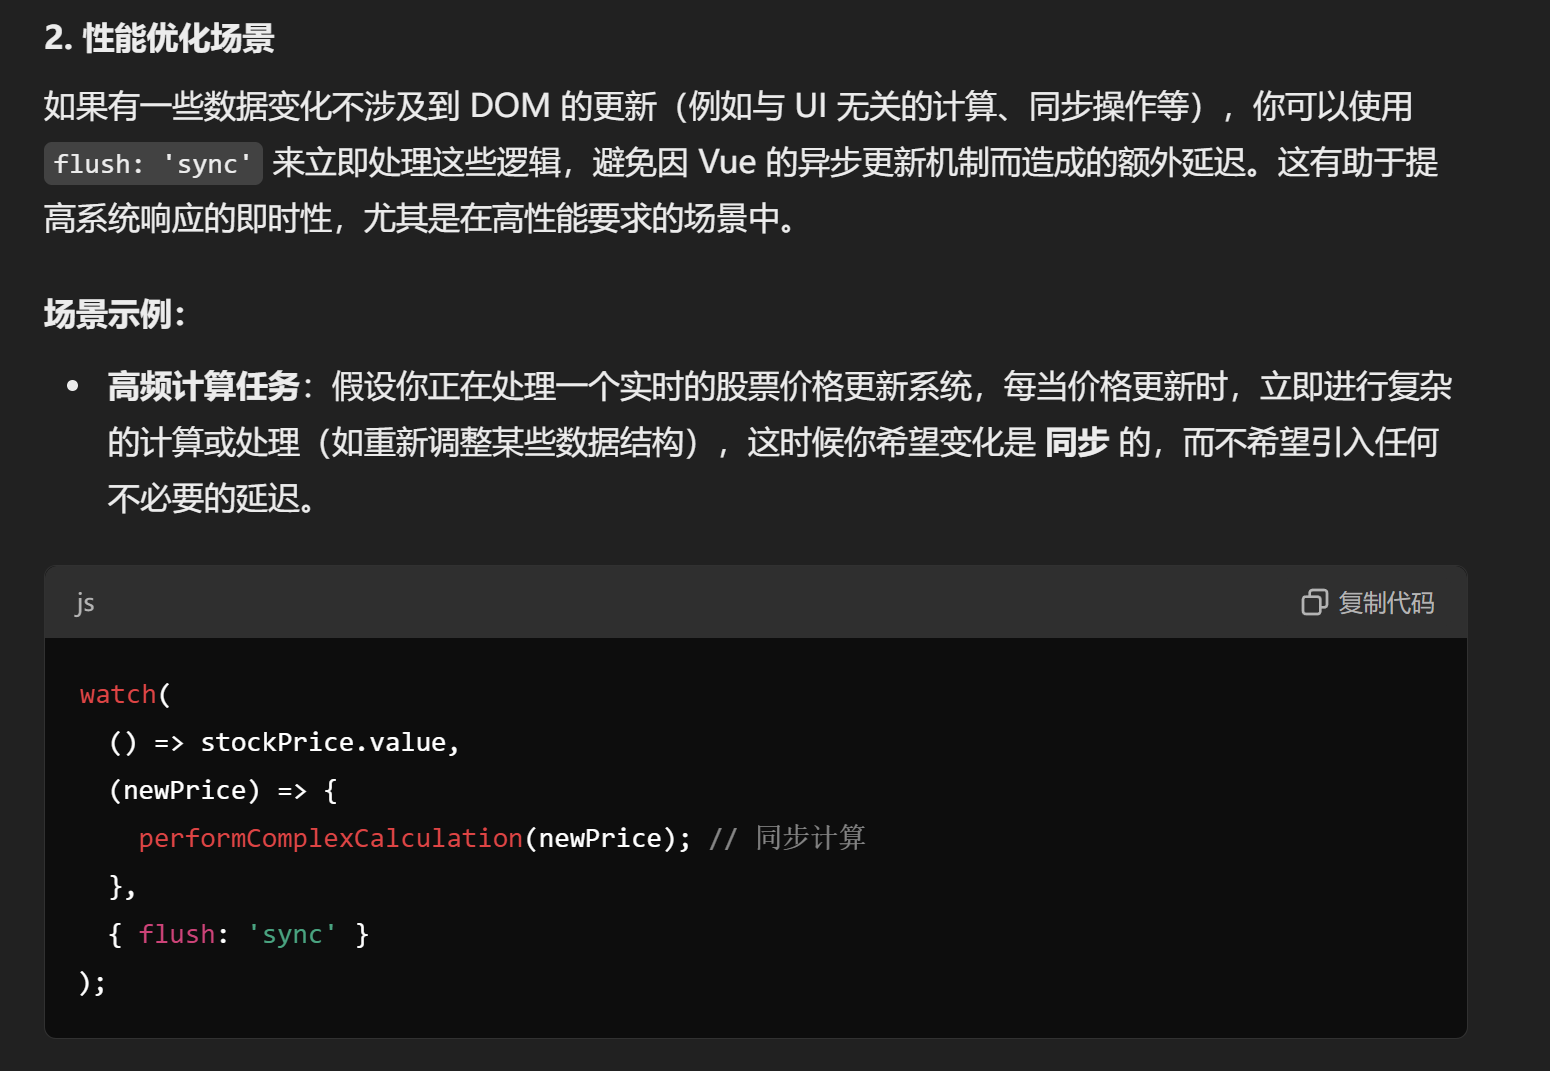 2. 性能优化场景
如果有一些数据变化不涉及到 DOM 的更新（例如与 UI 无关的计算、同步操作等），你可以使用
flush: 'sync' 来立即处理这些逻辑，避免因 Vue 的异步更新机制而造成的额外延迟。这有助于提
高系统响应的即时性，尤其是在高性能要求的场景中。
场景示例：
• 高频计算任务：假设你正在处理一个实时的股票价格更新系统，每当价格更新时，立即进行复杂
的计算或处理（如重新调整某些数据结构），这时候你希望变化是 同步 的，而不希望引入任何
不必要的延迟。
js 复制代码
watch(
  () => stockPrice.value,
  (newPrice) => {
    performComplexCalculation(newPrice); // 同步计算
  },
  { flush: 'sync' }
);